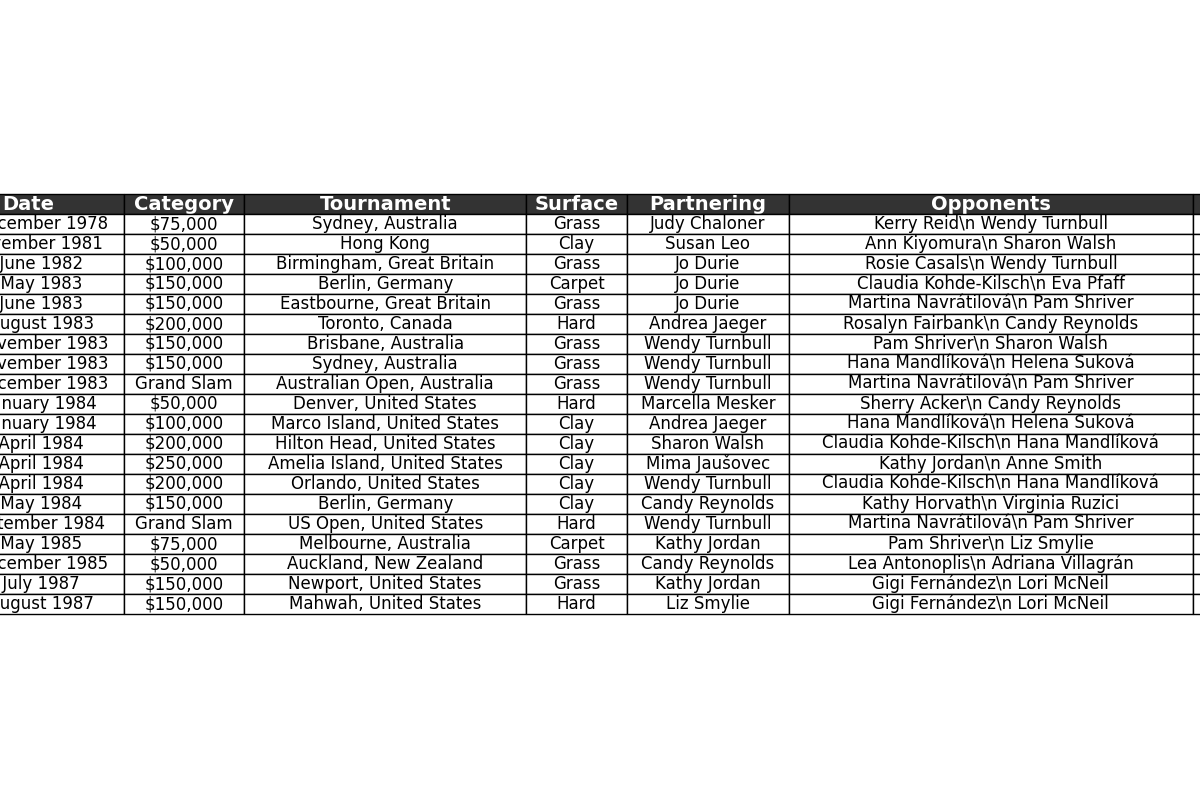 Date Category Tournament Surface Partnering Opponents
1978 $75,000 Sydney, Australia Grass Judy Chaloner Kerry Reid\n Wendy Turnbull
1981 $50,000 Hong Kong Clay Susan Leo Ann Kiyomura\n Sharon Walsh
June 1982 $100,000 Birmingham, Great Britain Grass Jo Durie Rosie Casals\n Wendy Turnbull
May 1983 $150,000 Berlin, Germany Carpet Jo Durie Claudia Kohde-Kilsch\n Eva Pfaff
June 1983 $150,000 Eastbourne, Great Britain Grass Jo Durie Martina Navrátilová\n Pam Shriver
1983 $200,000 Toronto, Canada Hard Andrea Jaeger Rosalyn Fairbank\n Candy Reynolds
1983 $150,000 Brisbane, Australia Grass Wendy Turnbull Pam Shriver\n Sharon Walsh
1983 $150,000 Sydney, Australia Grass Wendy Turnbull Hana Mandlíková\n Helena Suková
1983 Grand Slam Australian Open, Australia Grass Wendy Turnbull Martina Navrátilová\n Pam Shriver
1984 $50,000 Denver, United States Hard Marcella Mesker Sherry Acker\n Candy Reynolds
1984 $100,000 Marco Island, United States Clay Andrea Jaeger Hana Mandlíková\n Helena Suková
April 1984 $200,000 Hilton Head, United States Clay Sharon Walsh Claudia Kohde-Kilsch\n Hana Mandlíková
April 1984 $250,000 Amelia Island, United States Clay Mima Jaušovec Kathy Jordan\n Anne Smith
April 1984 $200,000 Orlando, United States Clay Wendy Turnbull Claudia Kohde-Kilsch\n Hana Mandlíková
May 1984 $150,000 Berlin, Germany Clay Candy Reynolds Kathy Horvath\n Virginia Ruzici
1984 Grand Slam US Open, United States Hard Wendy Turnbull Martina Navrátilová\n Pam Shriver
May 1985 $75,000 Melbourne, Australia Carpet Kathy Jordan Pam Shriver\n Liz Smylie
1985 $50,000 Auckland, New Zealand Grass Candy Reynolds Lea Antonoplis\n Adriana Villagrán
July 1987 $150,000 Newport, United States Grass Kathy Jordan Gigi Fernández\n Lori McNeil
1987 $150,000 Mahwah, United States Hard Liz Smylie Gigi Fernández\n Lori McNeil